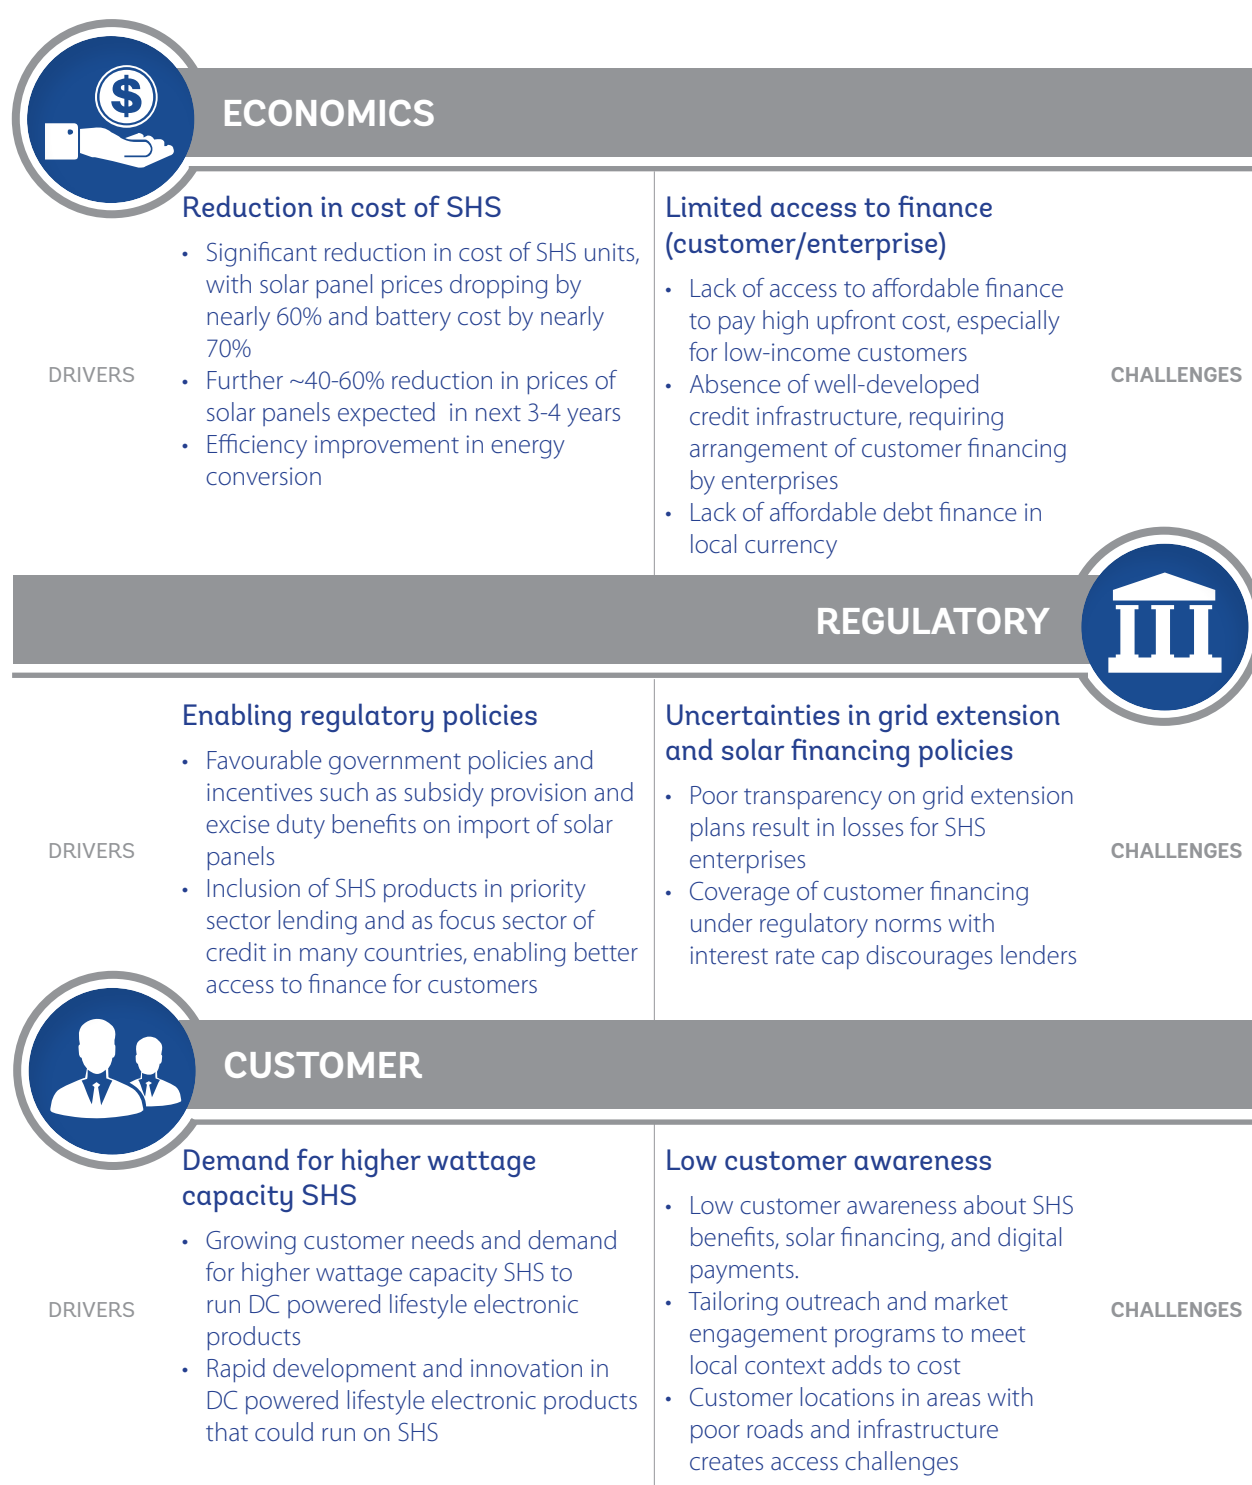 $
ECONOMICS
DRIVERS
Reduction in cost of SHS
• Significant reduction in cost of SHS units,
with solar panel prices dropping by
nearly 60% and battery cost by nearly
70%
• Further ~40-60% reduction in prices of
solar panels expected in next 3-4 years
• Efficiency improvement in energy
conversion
Limited access to finance
(customer/enterprise)
• Lack of access to affordable finance
to pay high upfront cost, especially
for low-income customers
• Absence of well-developed
credit infrastructure, requiring
arrangement of customer financing
by enterprises
• Lack of affordable debt finance in
local currency
CHALLENGES
REGULATORY
DRIVERS
Enabling regulatory policies
• Favourable government policies and
incentives such as subsidy provision and
excise duty benefits on import of solar
panels
• Inclusion of SHS products in priority
sector lending and as focus sector of
credit in many countries, enabling better
access to finance for customers
Uncertainties in grid extension
and solar financing policies
• Poor transparency on grid extension
plans result in losses for SHS
enterprises
• Coverage of customer financing
under regulatory norms with
interest rate cap discourages lenders
CHALLENGES
CUSTOMER
DRIVERS
Demand for higher wattage
capacity SHS
• Growing customer needs and demand
for higher wattage capacity SHS to
run DC powered lifestyle electronic
products
• Rapid development and innovation in
DC powered lifestyle electronic products
that could run on SHS
Low customer awareness
• Low customer awareness about SHS
benefits, solar financing, and digital
payments.
• Tailoring outreach and market
engagement programs to meet
local context adds to cost
• Customer locations in areas with
poor roads and infrastructure
creates access challenges
CHALLENGES